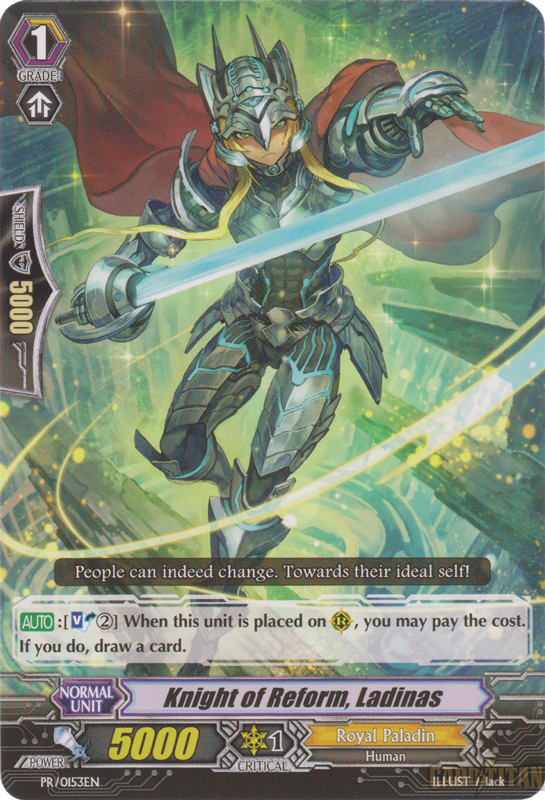 1
GRADE
SHIELD
5000
People can indeed change. Towards their ideal self!
AUTO :[V ②] When this unit is placed on R , you may pay the cost.
If you do, draw a card.
NORMAL
UNIT
Knight of Reform, Ladinas
POWER
5000
1
CRITICAL
Royal Paladin
Human
PR/0153EN
ILLUST / lack
CARDTITAN